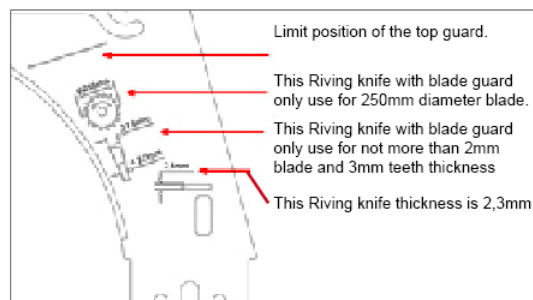 Limit position of the top guard.
This Riving knife with blade guard
only use for 250mm diameter blade.
This Riving knife with blade guard
only use for not more than 2mm
blade and 3mm teeth thickness
This Riving knife thickness is 2,3mm